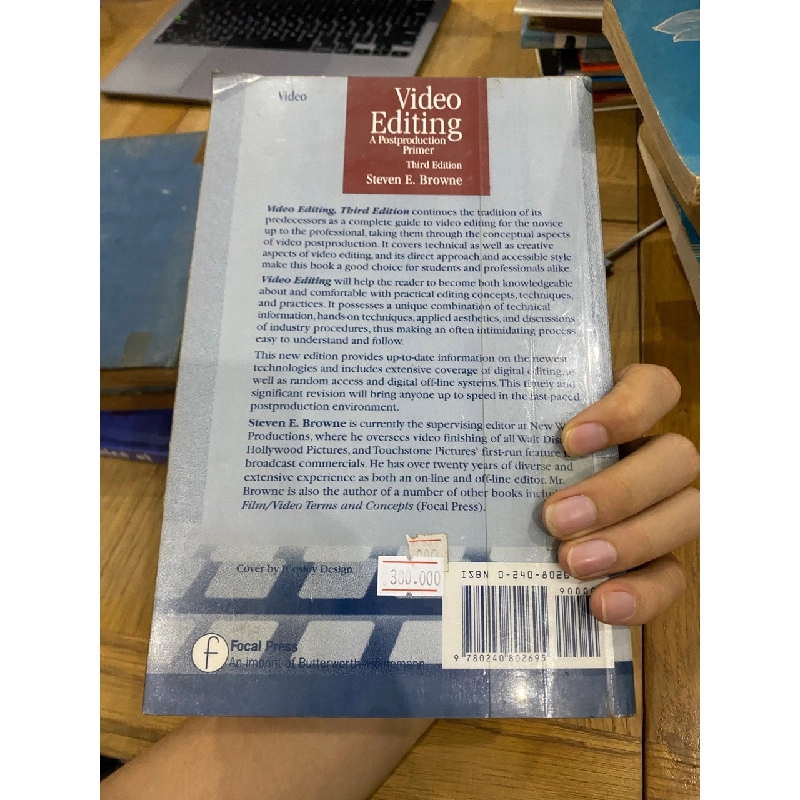 Video
Video
Editing
A Postproduction
Primer
Third Edition
Steven E. Browne
Video Editing, Third Edition continues the tradition of its
predecessors as a complete guide to video editing for the novice
up to the professional, taking them through the conceptual aspects
of video postproduction. It covers technical as well as creative
aspects of video editing, and its direct approach and accessible style
make this book a good choice for students and professionals alike.
Video Editing will help the reader to become both knowledgeable
about and comfortable with practical editing concepts, techniques,
and practices. It possesses a unique combination of technical
information, hands-on techniques, applied aesthetics, and discussions
of industry procedures, thus making an often intimidating process
easy to understand and follow.
This new edition provides up-to-date information on the newest
technologies and includes extensive coverage of digital editing,
well as random access and digital off-line systems. This timely and
significant revision will bring anyone up to speed in the fast-paced
postproduction environment.
Steven E. Browne is currently the supervising editor at New
Productions, where he oversees video finishing of all Walt
Hollywood Pictures, and Touchstone Pictures' first-run feature
broadcast commercials. He has over twenty years of diverse and
extensive experience as both an on-line and off-line editor. Mr.
Browne is also the author of a number of other books
Film/Video Terms and Concepts (Focal Press).
Cover by Design
300.000
ISBN 0-240-802
9000
9 780240 802695
f Focal Press
An Imprint of Butterworth-Heinemann